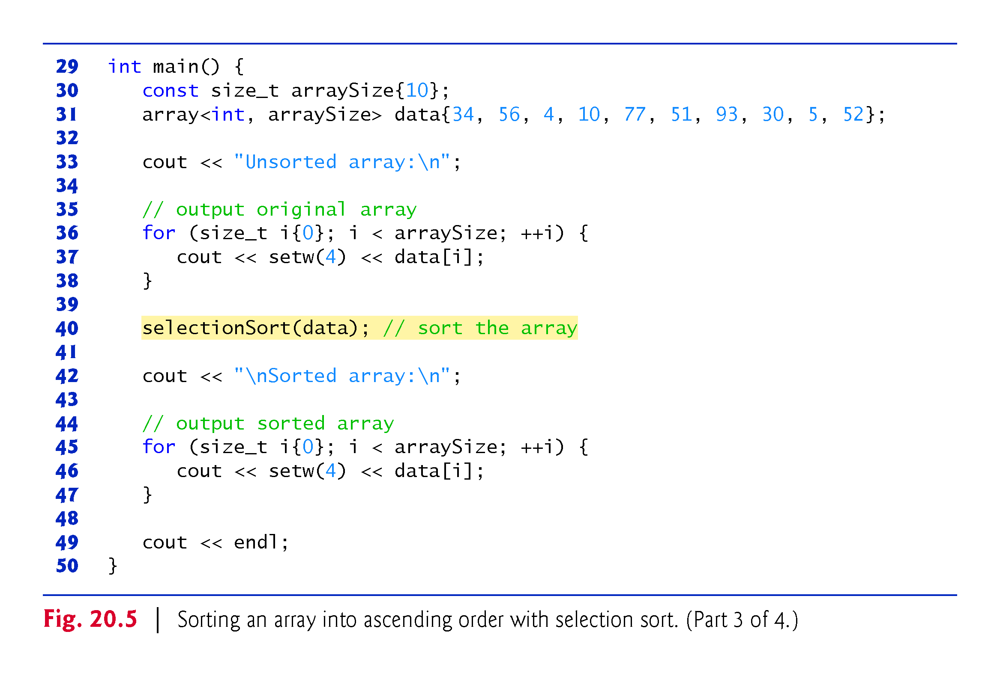 29 int main() {
30 const size_t arraySize{10};
31 array<int, arraySize> data{34, 56, 4, 10, 77, 51, 93, 30, 5, 52};
32
33 cout << "Unsorted array:\n";
34
35 // output original array
36 for (size_t i{0}; i < arraySize; ++i) {
37 cout << setw(4) << data[i];
38 }
39
40 selectionSort(data); // sort the array
41
42 cout << "\nSorted array:\n";
43
44 // output sorted array
45 for (size_t i{0}; i < arraySize; ++i) {
46 cout << setw(4) << data[i];
47 }
48
49 cout << endl;
50 }
Fig. 20.5 | Sorting an array into ascending order with selection sort. (Part 3 of 4.)